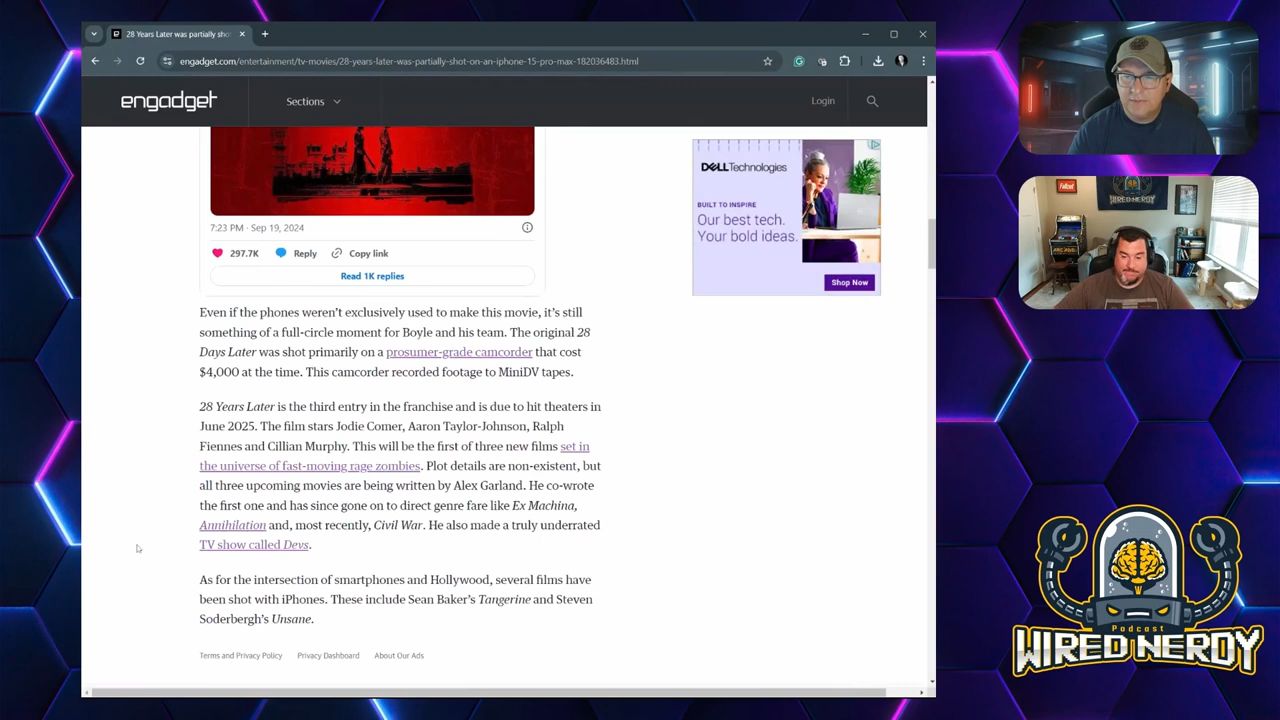 28 Years Later was partially sho
engadget.com/entertainment/tv-movies/28-years-later-was-partially-shot-on-an-iphone-15-pro-max-182036483.html
engadget
Sections
Login
7:23 PM · Sep 19, 2024
297.7K Reply Copy link
Read 1K replies
Even if the phones weren't exclusively used to make this movie, it's still
something of a full-circle moment for Boyle and his team. The original 28
Days Later was shot primarily on a prosumer-grade camcorder that cost
$4,000 at the time. This camcorder recorded footage to MiniDV tapes.
28 Years Later is the third entry in the franchise and is due to hit theaters in
June 2025. The film stars Jodie Comer, Aaron Taylor-Johnson, Ralph
Fiennes and Cillian Murphy. This will be the first of three new films set in
the universe of fast-moving rage zombies. Plot details are non-existent, but
all three upcoming movies are being written by Alex Garland. He co-wrote
the first one and has since gone on to direct genre fare like Ex Machina,
Annihilation and, most recently, Civil War. He also made a truly underrated
TV show called Devs.
As for the intersection of smartphones and Hollywood, several films have
been shot with iPhones. These include Sean Baker's Tangerine and Steven
Soderbergh's Unsane.
Terms and Privacy Policy Privacy Dashboard About Our Ads
DELL Technologies
BUILT TO INSPIRE
Our best tech.
Your bold ideas.
Shop Now
Fallout
WIRED NERDY
Podcast
WIRED NERDY